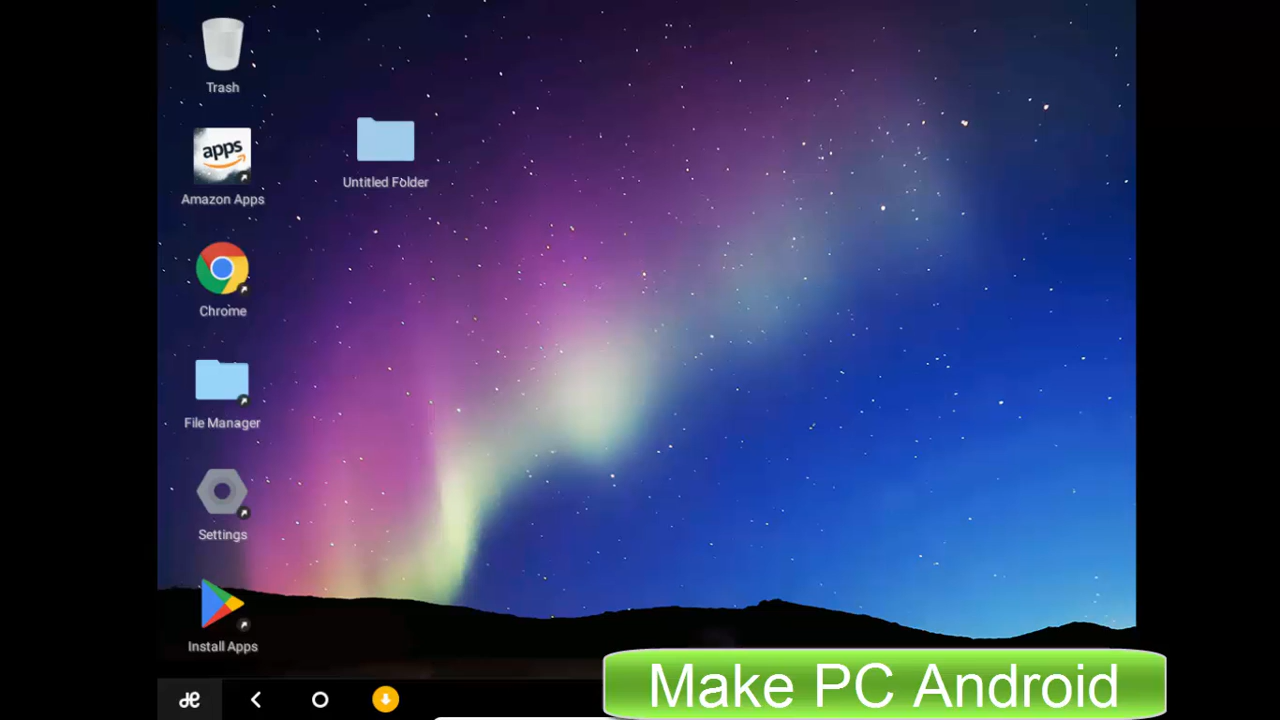 Trash
apps
Amazon Apps
Untitled Folder
Chrome
File Manager
Settings
Install Apps
Make PC Android